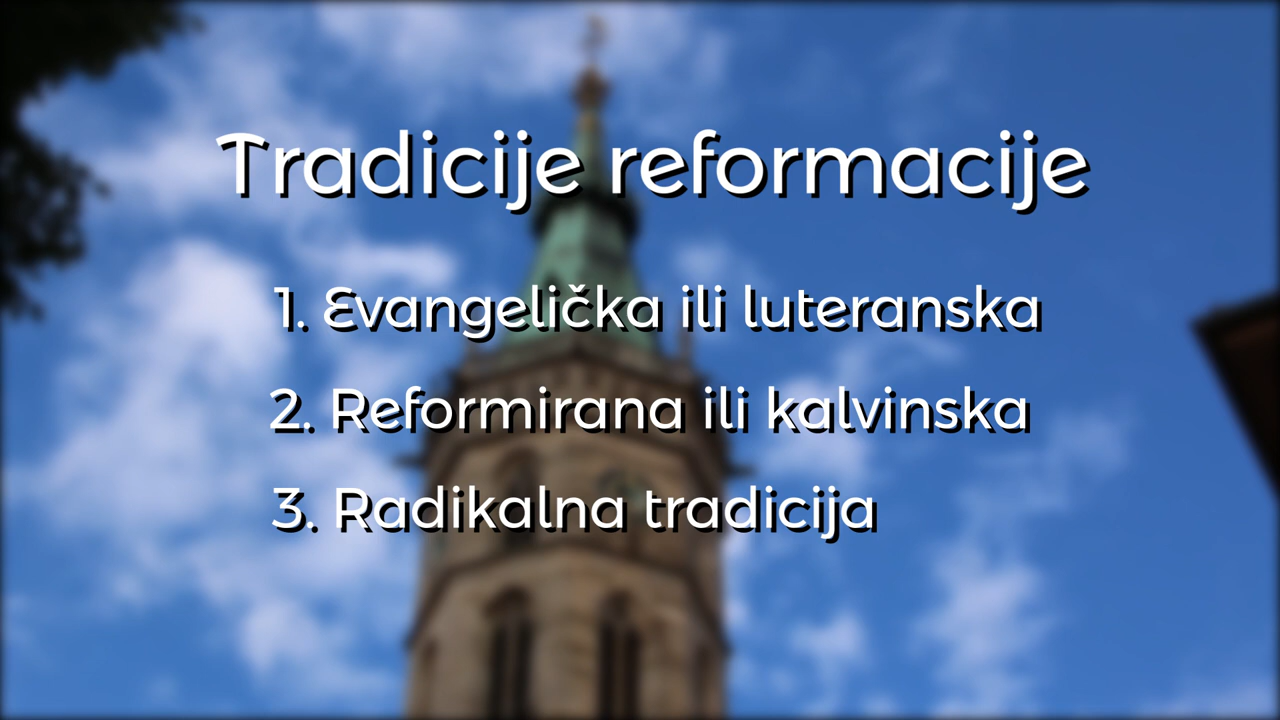 Tradicije reformacije
1. Evangelička ili luteranska
2. Reformirana ili kalvinska
3. Radikalna tradicija